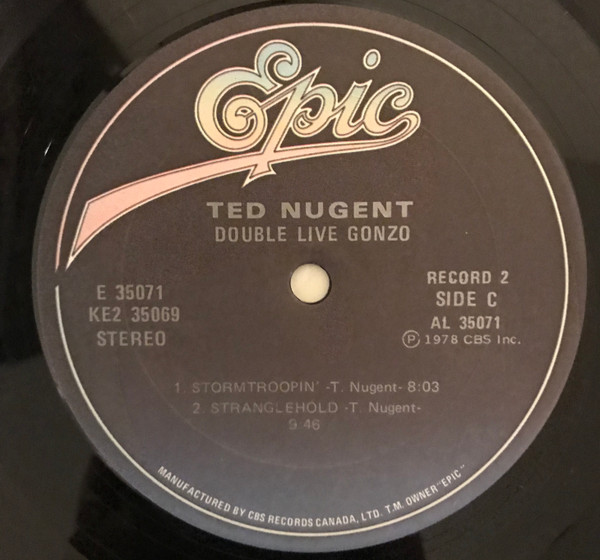 Epic
TED NUGENT
DOUBLE LIVE GONZO
E 35071
KE2 35069
STEREO
RECORD 2
SIDE C
AL 35071
Ⓟ 1978 CBS Inc.
1. STORMTROOPIN' -T. Nugent- 8:03
2. STRANGLEHOLD -T. Nugent-
9:46
MANUFACTURED BY CBS RECORDS CANADA, LTD. T.M. OWNER "EPIC"